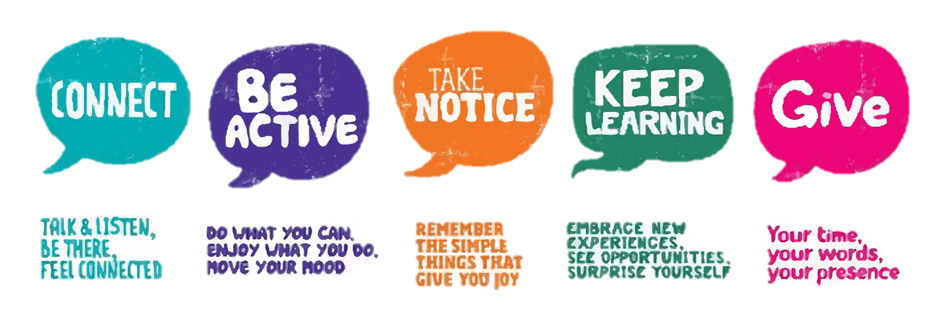 CONNECT
TALK & LISTEN,
BE THERE,
FEEL CONNECTED
BE
ACTIVE
DO WHAT YOU CAN,
ENJOY WHAT YOU DO,
MOVE YOUR MOOD
TAKE
NOTICE
REMEMBER
THE SIMPLE
THINGS THAT
GIVE YOU JOY
KEEP
LEARNING
EMBRACE NEW
EXPERIENCES,
SEE OPPORTUNITIES,
SURPRISE YOURSELF
Give
Your time,
your words,
your presence